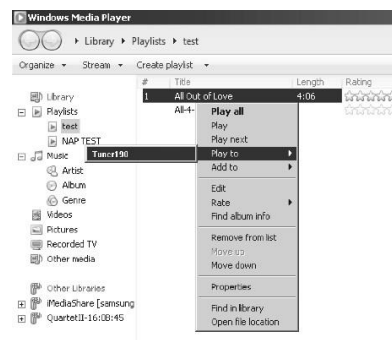 Windows Media Player
Library ▸ Playlists ▸ test
Organize Stream Create playlist
# Title Length Rating
Library
1 All Out of Love 4:06
Playlists
All-4-
Play all
test
Play
NAP TEST
Play next
Music
Tuner190
Play to
Artist
Add to
Album
Edit
Genre
Rate
Videos
Find album info
Pictures
Recorded TV
Remove from list
Other media
Move up
Move down
Other Libraries
Properties
iMediaShare [samsung
Find in library
QuartetII-16:0B:45
Open file location